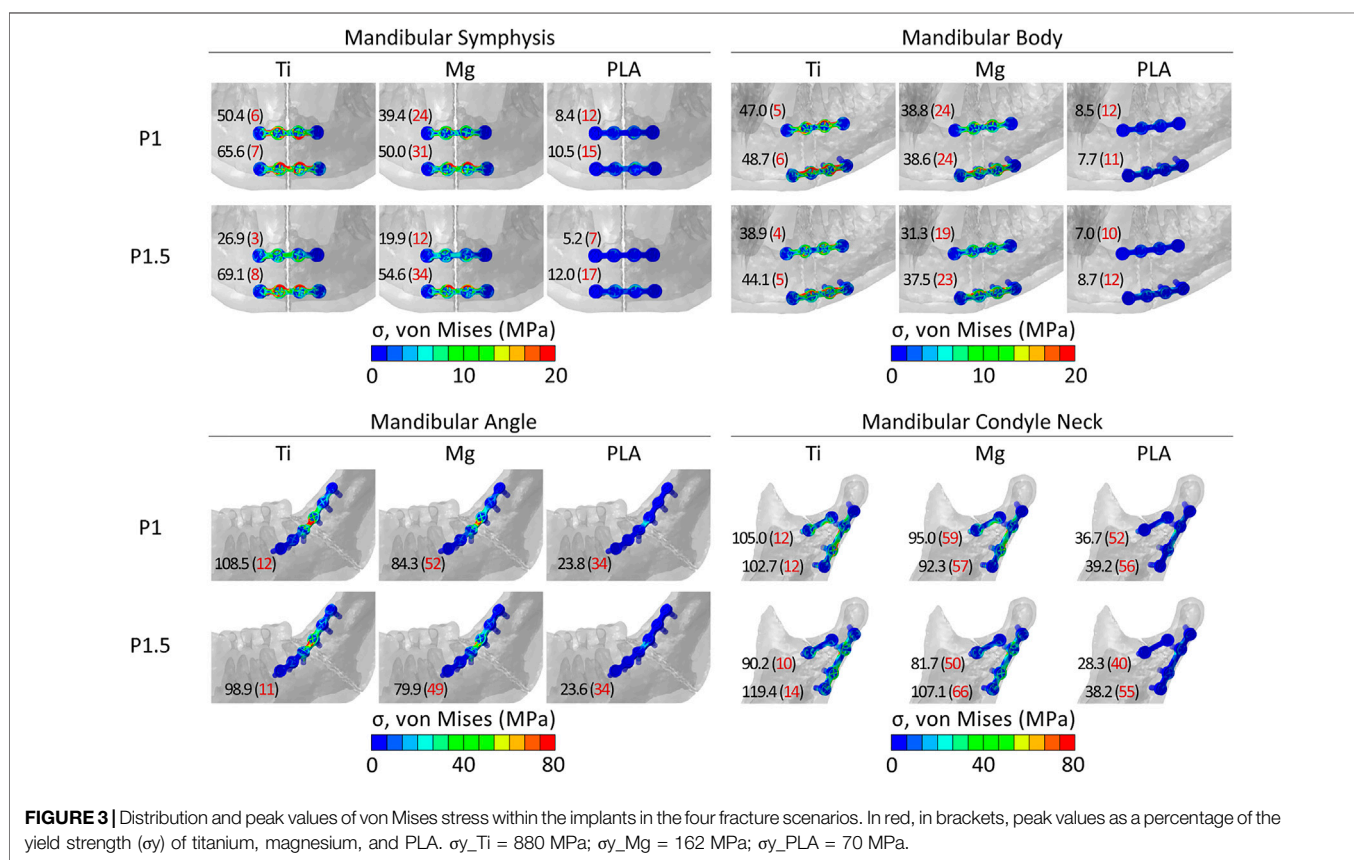 Mandibular Symphysis
Mandibular Body
Ti Mg PLA Ti Mg PLA
P1
50.4 (6) 39.4 (24) 8.4 (12) 47.0 (5) 38.8 (24) 8.5 (12)
65.6 (7) 50.0 (31) 10.5 (15) 48.7 (6) 38.6 (24) 7.7 (11)
P1.5
26.9 (3) 19.9 (12) 5.2 (7) 38.9 (4) 31.3 (19) 7.0 (10)
69.1 (8) 54.6 (34) 12.0 (17) 44.1 (5) 37.5 (23) 8.7 (12)
σ, von Mises (MPa) σ, von Mises (MPa)
0 10 20 0 10 20
Mandibular Angle
Mandibular Condyle Neck
Ti Mg PLA Ti Mg PLA
P1
105.0 (12) 95.0 (59) 36.7 (52)
108.5 (12) 84.3 (52) 23.8 (34) 102.7 (12) 92.3 (57) 39.2 (56)
P1.5
90.2 (10) 81.7 (50) 28.3 (40)
98.9 (11) 79.9 (49) 23.6 (34) 119.4 (14) 107.1 (66) 38.2 (55)
σ, von Mises (MPa) σ, von Mises (MPa)
0 40 80 0 40 80
FIGURE 3 | Distribution and peak values of von Mises stress within the implants in the four fracture scenarios. In red, in brackets, peak values as a percentage of the
yield strength (σy) of titanium, magnesium, and PLA. σy_Ti = 880 MPa; σy_Mg = 162 MPa; σy_PLA = 70 MPa.